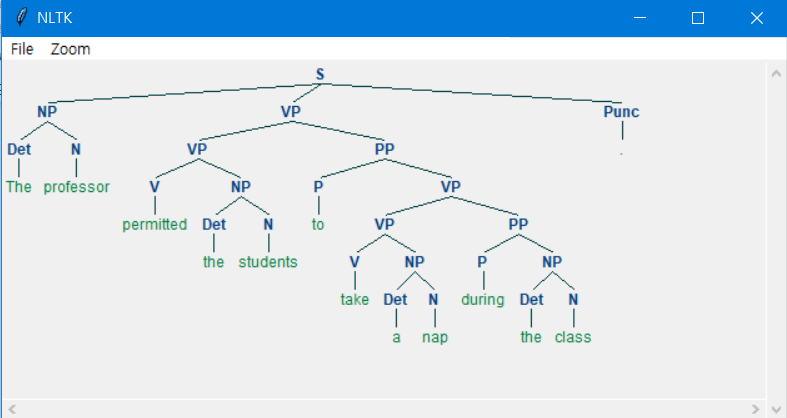 NLTK
File Zoom
S
NP VP Punc
Det N VP PP .
The professor V NP P VP
permitted Det N to VP PP
the students V NP P NP
take Det N during Det N
a nap the class